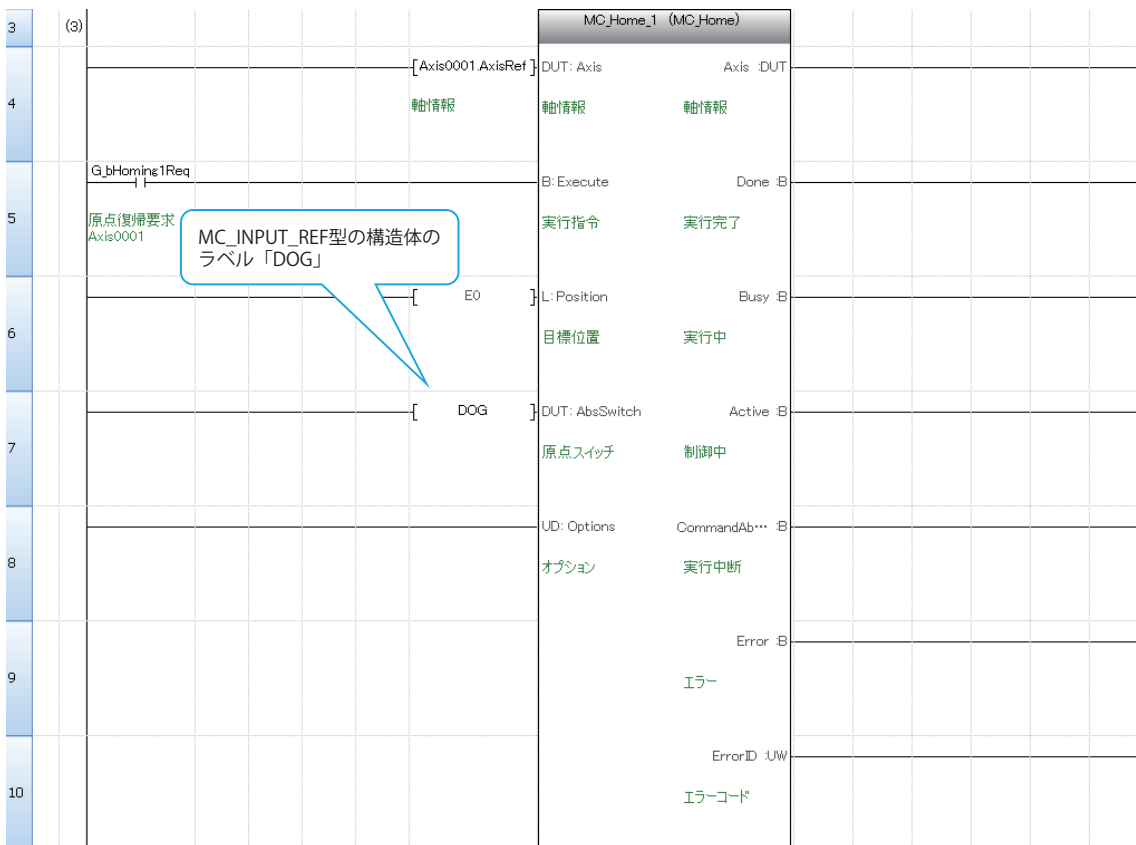 3 (3) MC_Home_1 (MC_Home)
[Axis0001.AxisRef] DUT: Axis Axis :DUT
4 軸情報 軸情報 軸情報
G_bHoming1Req
B: Execute Done :B
5 原点復帰要求 実行指令 実行完了
Axis0001
MC_INPUT_REF型の構造体の
ラベル「DOG」
[ E0 ] L: Position Busy :B
6 目標位置 実行中
[ DOG ] DUT: AbsSwitch Active :B
7 原点スイッチ 制御中
UD: Options CommandAb… :B
8 オプション 実行中断
Error :B
9 エラー
ErrorID :UW
10 エラーコード